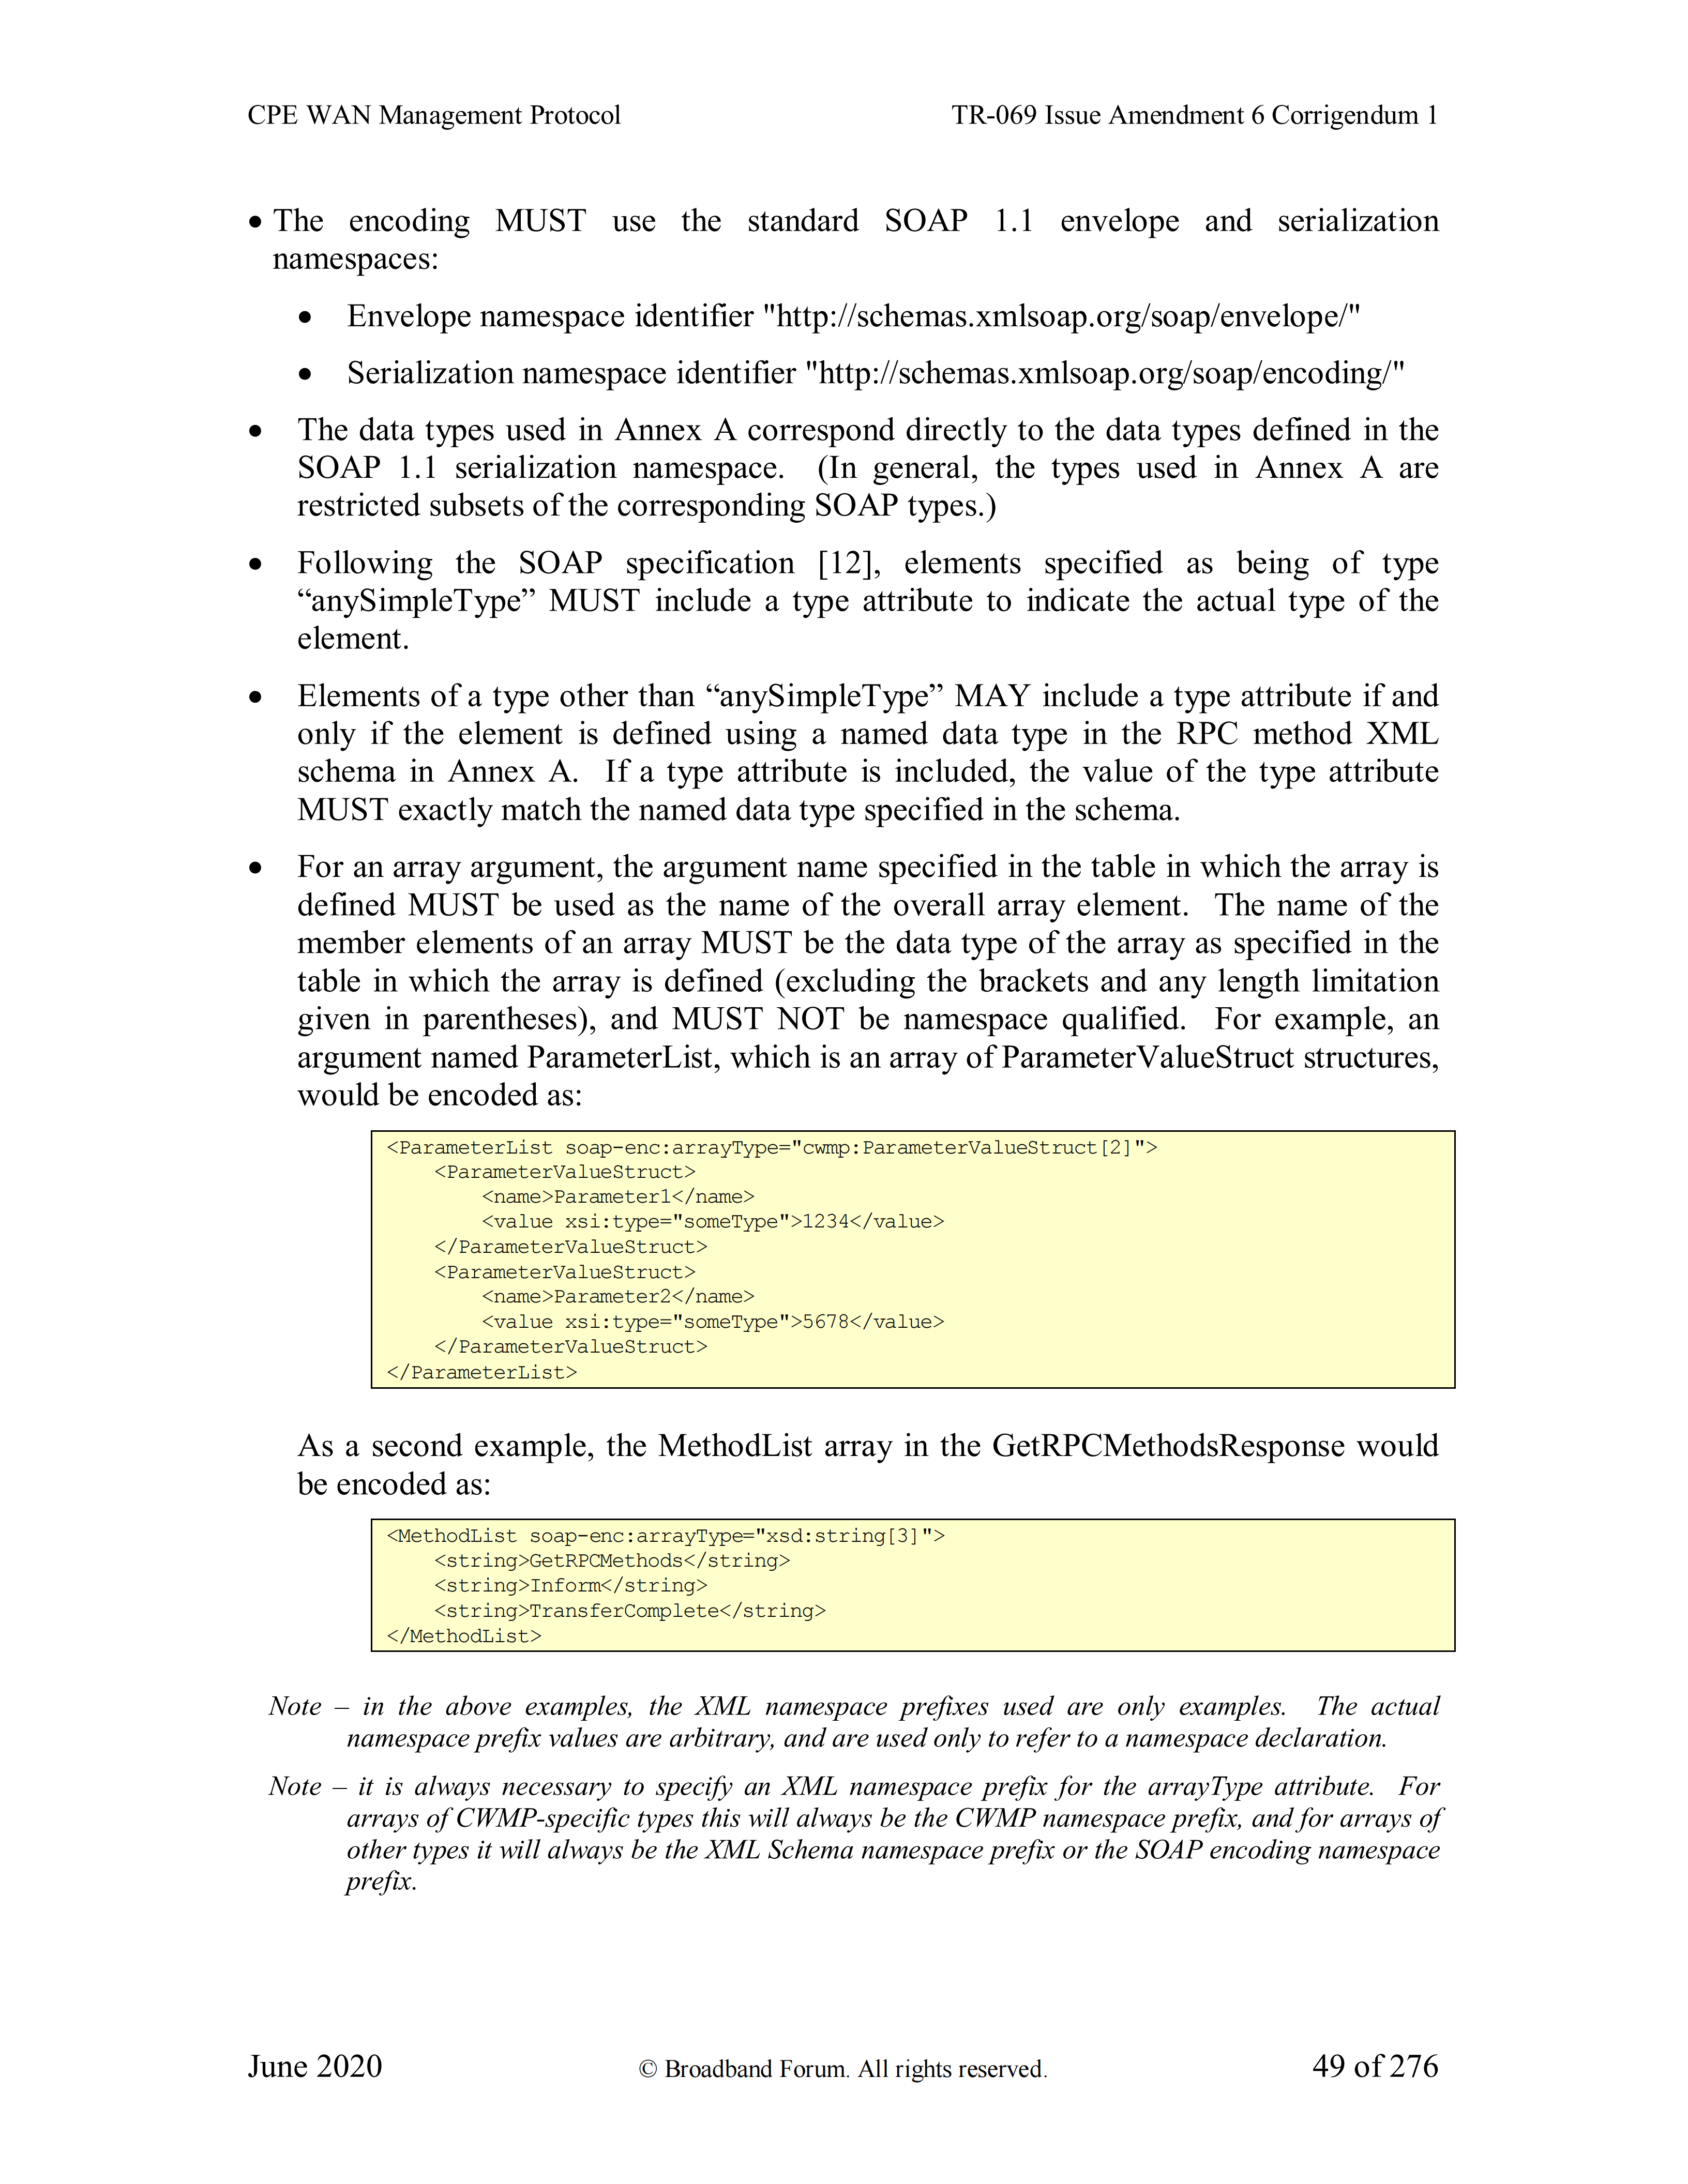 CPE WAN Management Protocol TR-069 Issue Amendment 6 Corrigendum 1
• The encoding MUST use the standard SOAP 1.1 envelope and serialization
namespaces:
• Envelope namespace identifier "http://schemas.xmlsoap.org/soap/envelope/"
• Serialization namespace identifier "http://schemas.xmlsoap.org/soap/encoding/"
• The data types used in Annex A correspond directly to the data types defined in the
SOAP 1.1 serialization namespace. (In general, the types used in Annex A are
restricted subsets of the corresponding SOAP types.)
• Following the SOAP specification [12], elements specified as being of type
“anySimpleType” MUST include a type attribute to indicate the actual type of the
element.
• Elements of a type other than “anySimpleType” MAY include a type attribute if and
only if the element is defined using a named data type in the RPC method XML
schema in Annex A. If a type attribute is included, the value of the type attribute
MUST exactly match the named data type specified in the schema.
• For an array argument, the argument name specified in the table in which the array is
defined MUST be used as the name of the overall array element. The name of the
member elements of an array MUST be the data type of the array as specified in the
table in which the array is defined (excluding the brackets and any length limitation
given in parentheses), and MUST NOT be namespace qualified. For example, an
argument named ParameterList, which is an array of ParameterValueStruct structures,
would be encoded as:
<ParameterList soap-enc:arrayType="cwmp:ParameterValueStruct[2]">
<ParameterValueStruct>
<name>Parameter1</name>
<value xsi:type="someType">1234</value>
</ParameterValueStruct>
<ParameterValueStruct>
<name>Parameter2</name>
<value xsi:type="someType">5678</value>
</ParameterValueStruct>
</ParameterList>
As a second example, the MethodList array in the GetRPCMethodsResponse would
be encoded as:
<MethodList soap-enc:arrayType="xsd:string[3]">
<string>GetRPCMethods</string>
<string>Inform</string>
<string>TransferComplete</string>
</MethodList>
Note – in the above examples, the XML namespace prefixes used are only examples. The actual
namespace prefix values are arbitrary, and are used only to refer to a namespace declaration.
Note – it is always necessary to specify an XML namespace prefix for the arrayType attribute. For
arrays of CWMP-specific types this will always be the CWMP namespace prefix, and for arrays of
other types it will always be the XML Schema namespace prefix or the SOAP encoding namespace
prefix.
June 2020 © Broadband Forum. All rights reserved. 49 of 276